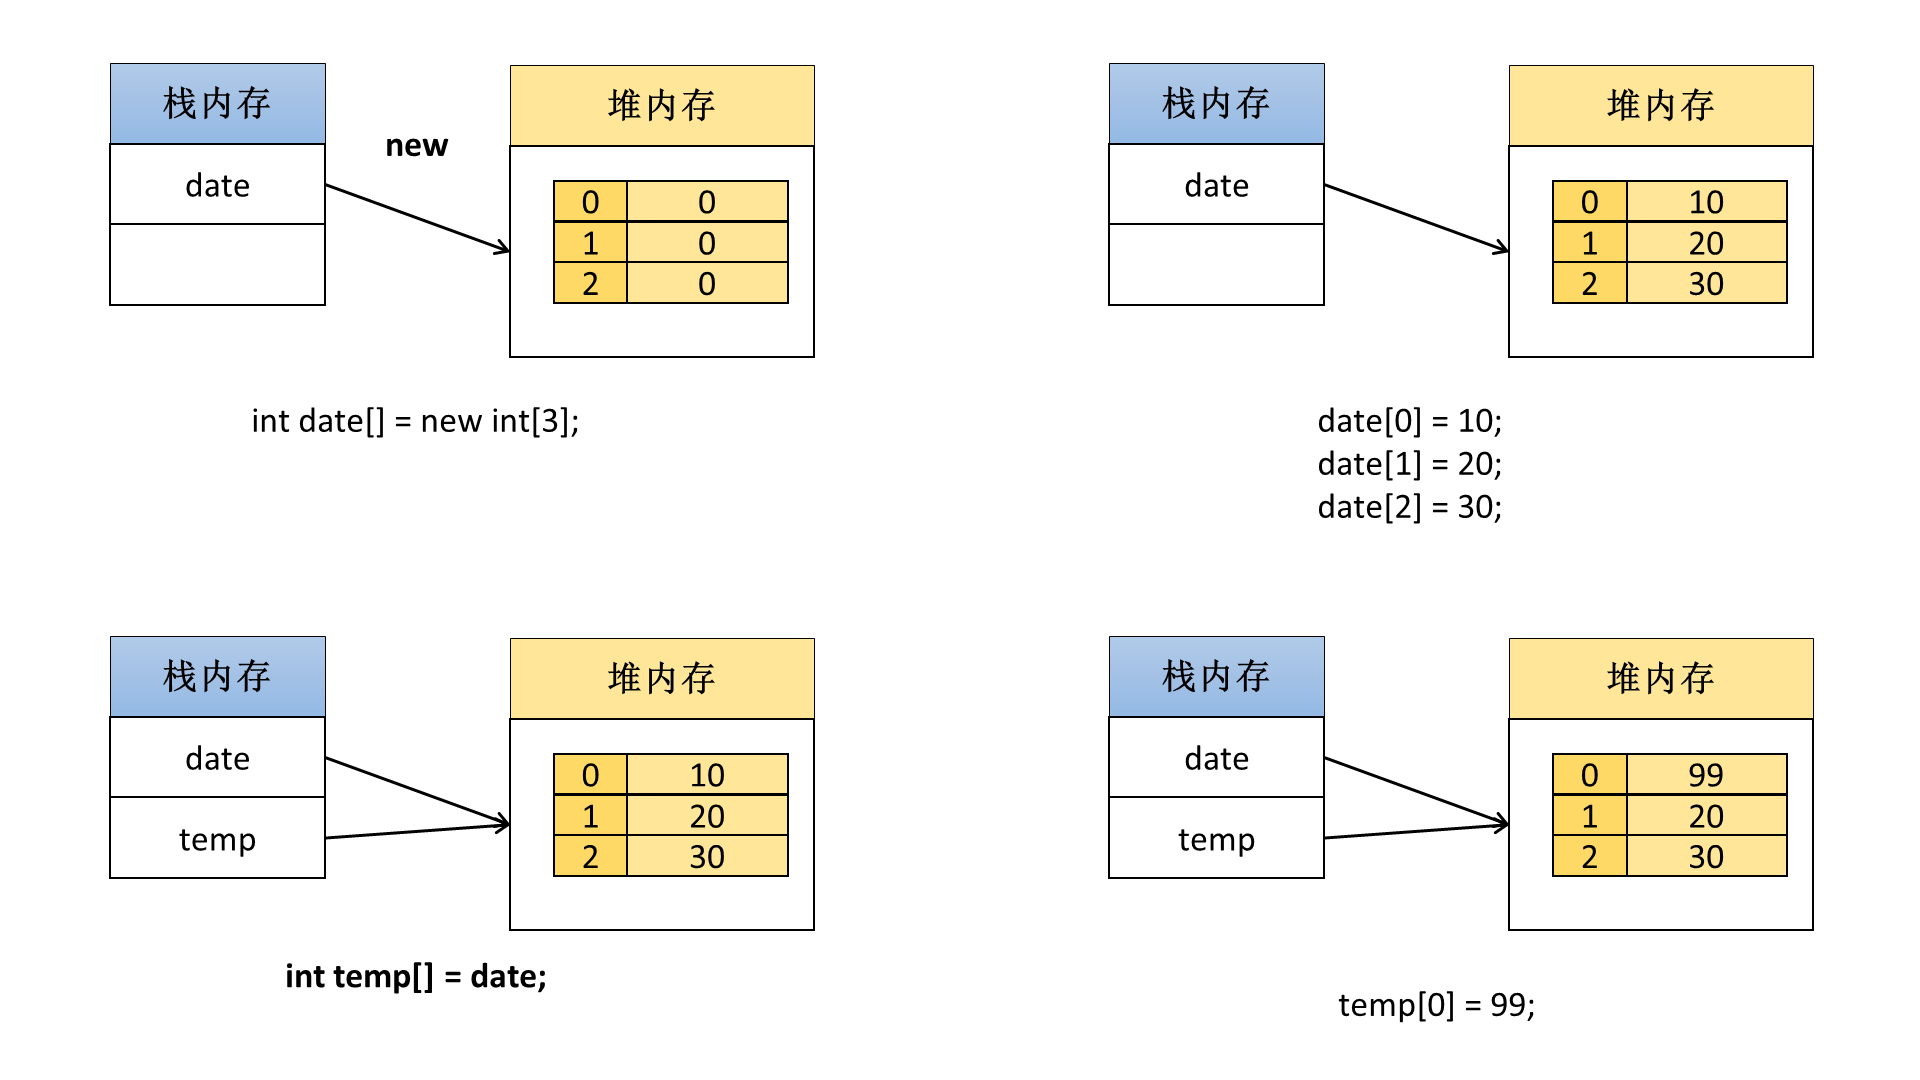 栈内存
堆内存
new
date
0 0
1 0
2 0
int date[] = new int[3];
栈内存
堆内存
date
0 10
1 20
2 30
date[0] = 10;
date[1] = 20;
date[2] = 30;
栈内存
堆内存
date
temp
0 10
1 20
2 30
int temp[] = date;
栈内存
堆内存
date
temp
0 99
1 20
2 30
temp[0] = 99;